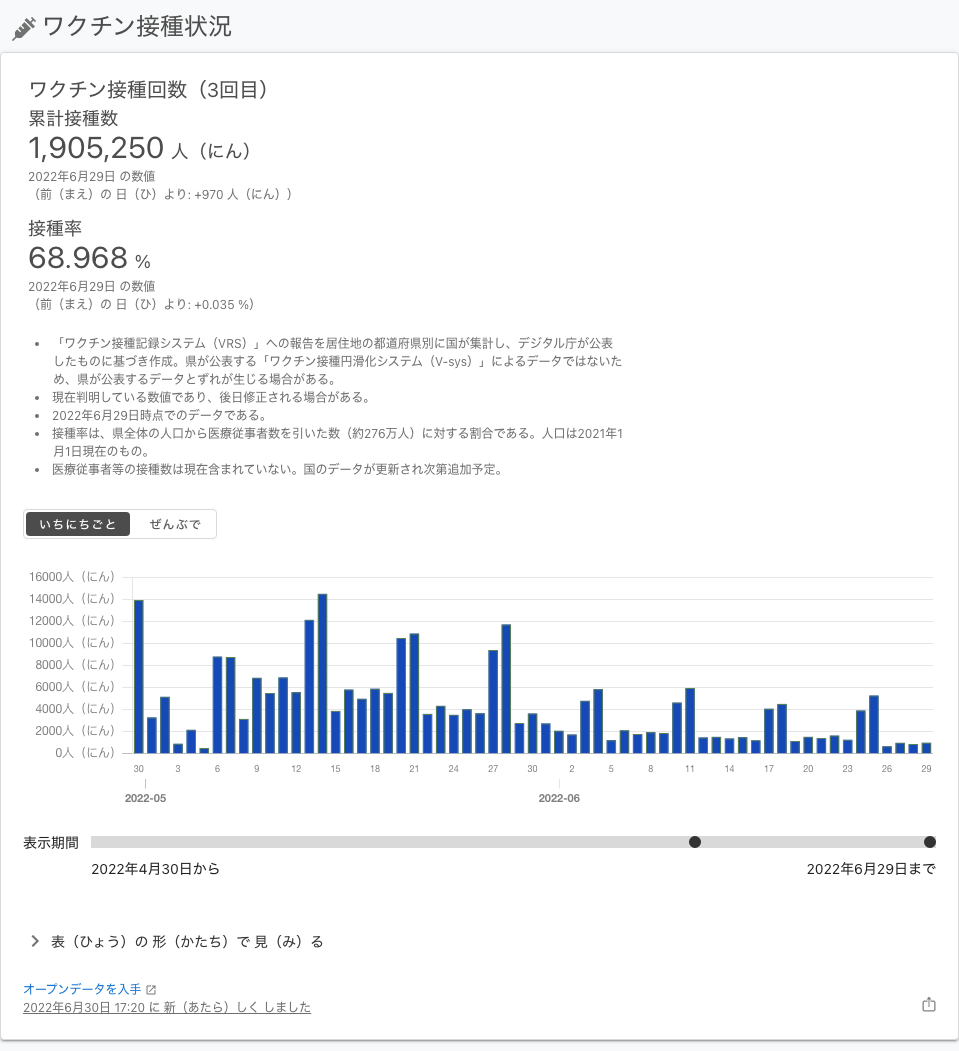 ワクチン接種状況
ワクチン接種回数（3回目）
累計接種数
1,905,250 人（にん）
2022年6月29日 の数値
（前（まえ）の 日（ひ）より: +970 人（にん））
接種率
68.968 %
2022年6月29日 の数値
（前（まえ）の 日（ひ）より: +0.035 %）
• 「ワクチン接種記録システム（VRS）」への報告を居住地の都道府県別に国が集計し、デジタル庁が公表
したものに基づき作成。県が公表する「ワクチン接種円滑化システム（V-sys）」によるデータではないた
め、県が公表するデータとずれが生じる場合がある。
• 現在判明している数値であり、後日修正される場合がある。
• 2022年6月29日時点でのデータである。
• 接種率は、県全体の人口から医療従事者数を引いた数（約276万人）に対する割合である。人口は2021年1
月1日現在のもの。
• 医療従事者等の接種数は現在含まれていない。国のデータが更新され次第追加予定。
いちにちごと ぜんぶで
16000人（にん）
14000人（にん）
12000人（にん）
10000人（にん）
8000人（にん）
6000人（にん）
4000人（にん）
2000人（にん）
0人（にん）
30 3 6 9 12 15 18 21 24 27 30 2 5 8 11 14 17 20 23 26 29
2022-05 2022-06
表示期間
2022年4月30日から 2022年6月29日まで
表（ひょう）の 形（かたち）で 見（み）る
オープンデータを入手
2022年6月30日 17:20 に 新（あたら）しく しました